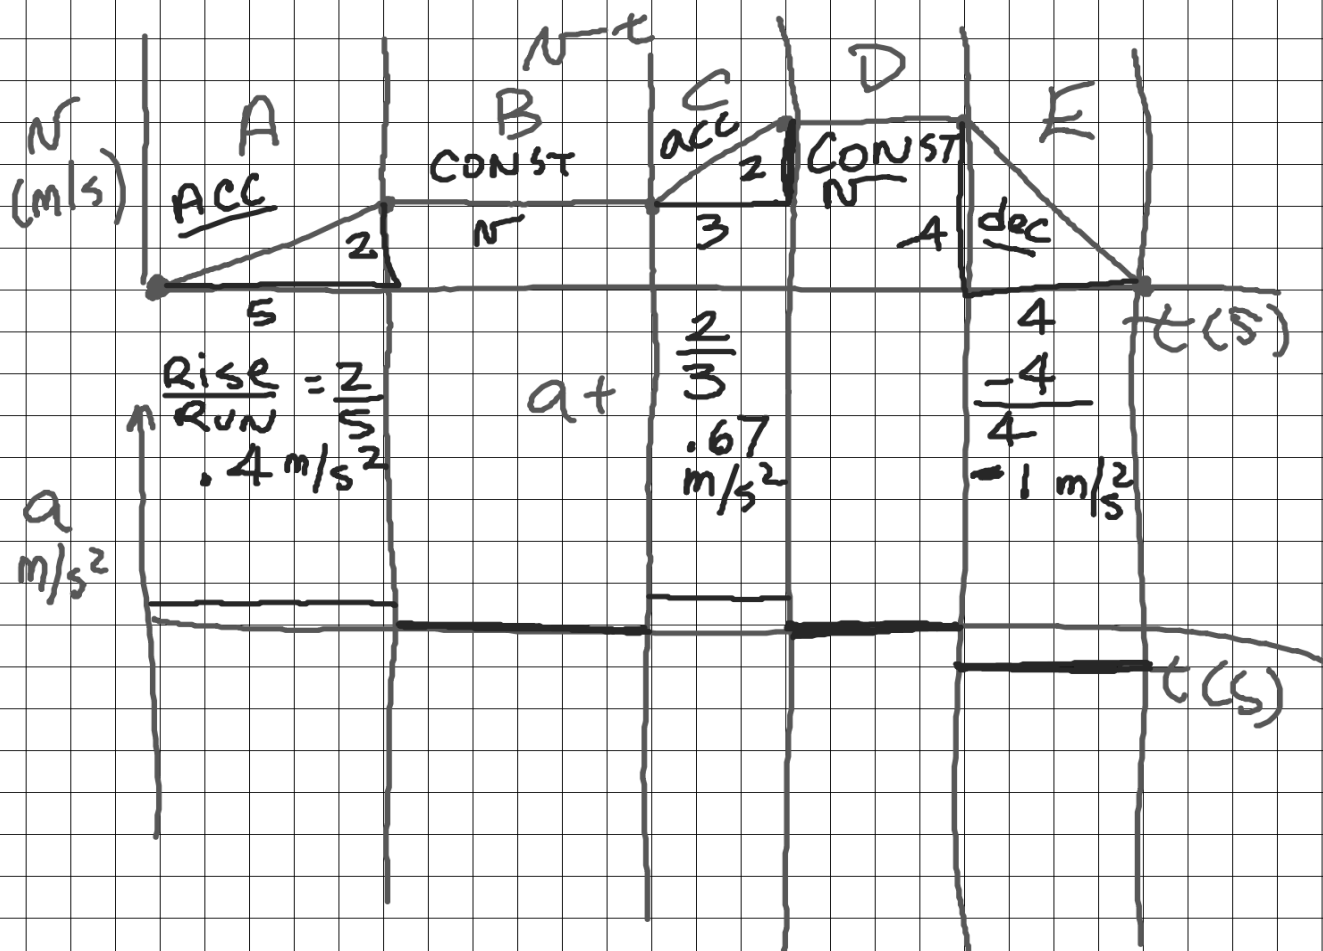 v-t
A
B
C
D
E
v
(m/s)
ACC
CONST
v
acc
CONST
v
dec
2
5
2
3
4
4
t(s)
Rise
Run
= 2
5
.4 m/s²
a t
2
3
.67
m/s²
-4
4
-1 m/s²
a
m/s²
t(s)